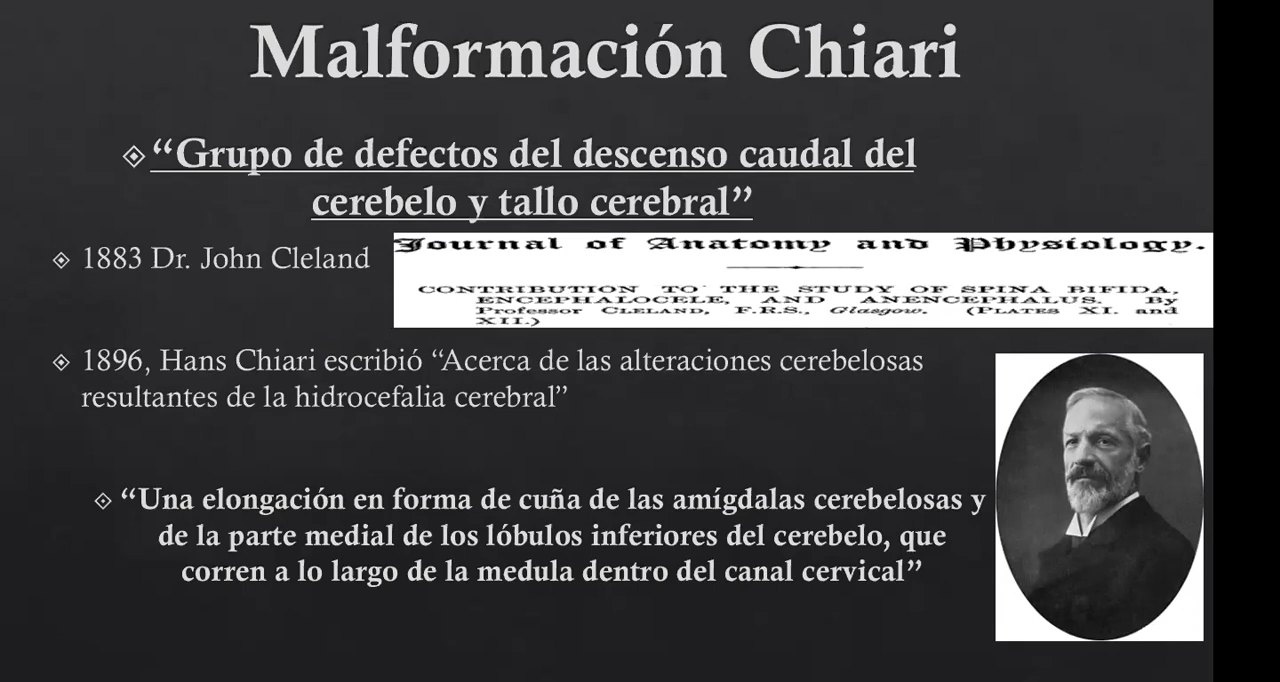 Malformación Chiari
“Grupo de defectos del descenso caudal del
cerebelo y tallo cerebral”
1883 Dr. John Cleland
Journal of Anatomy and Physiology.
CONTRIBUTION TO THE STUDY OF SPINA BIFIDA,
ENCEPHALOCELE, AND ANENCEPHALUS. By
Professor CLELAND, F.R.S., Glasgow. (PLATES XI. and
XII.)
1896, Hans Chiari escribió “Acerca de las alteraciones cerebelosas
resultantes de la hidrocefalia cerebral”
“Una elongación en forma de cuña de las amígdalas cerebelosas y
de la parte medial de los lóbulos inferiores del cerebelo, que
corren a lo largo de la medula dentro del canal cervical”